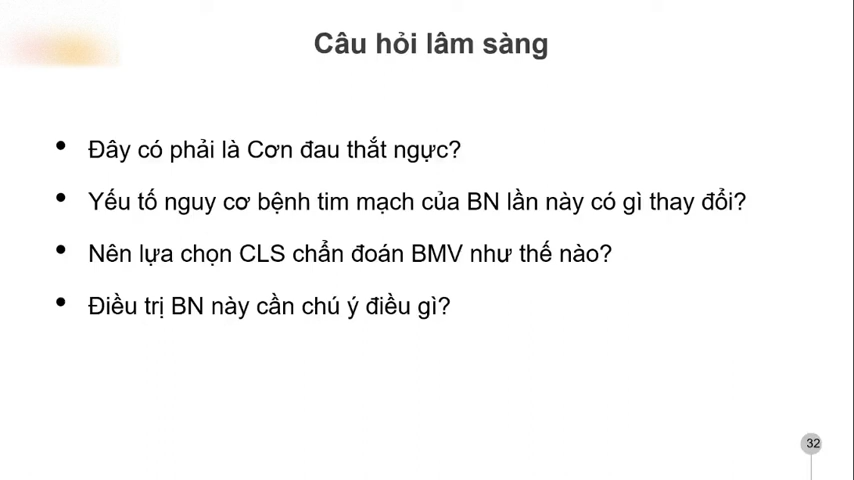 Câu hỏi lâm sàng
• Đây có phải là Cơn đau thắt ngực?
• Yếu tố nguy cơ bệnh tim mạch của BN lần này có gì thay đổi?
• Nên lựa chọn CLS chẩn đoán BMV như thế nào?
• Điều trị BN này cần chú ý điều gì?
32